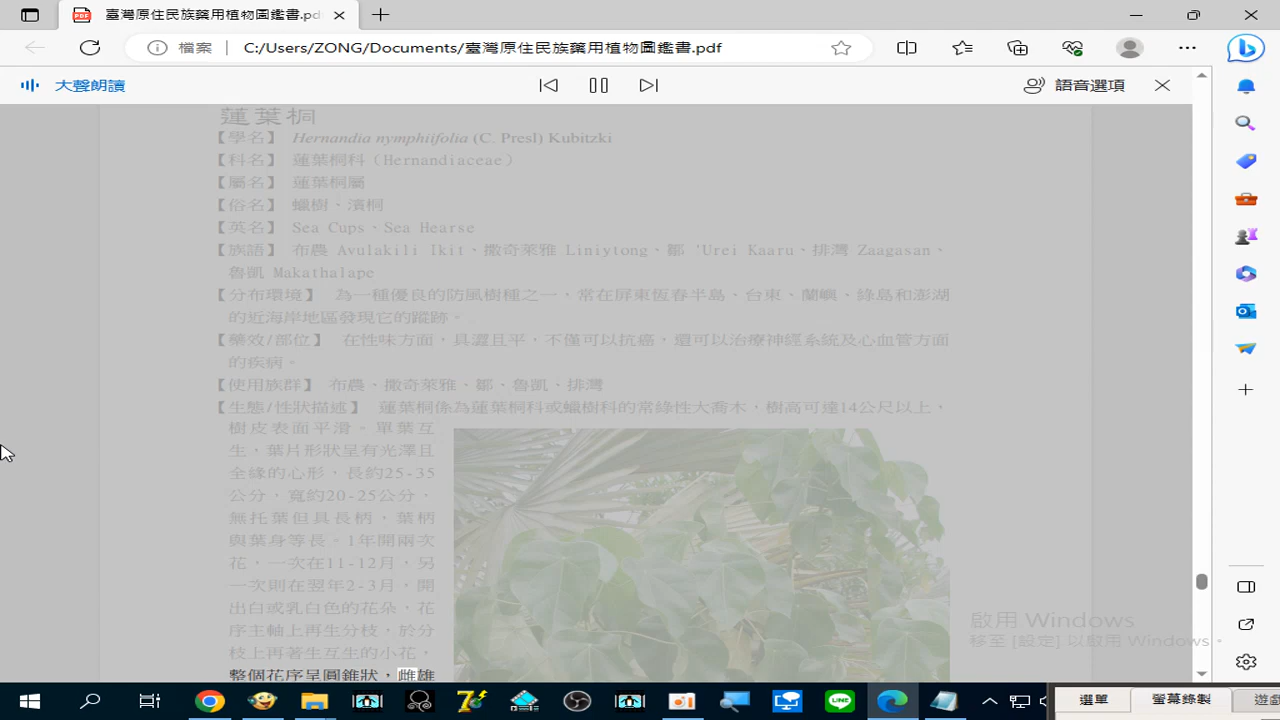 臺灣原住民族藥用植物圖鑑書.pd
檔案 C:/Users/ZONG/Documents/臺灣原住民族藥用植物圖鑑書.pdf
大聲朗讀 語音選項
蓮葉桐
【學名】 Hernandia nymphiifolia (C. Presl) Kubitzki
【科名】 蓮葉桐科（Hernandiaceae）
【屬名】 蓮葉桐屬
【俗名】 蠟樹、濱桐
【英名】 Sea Cups、Sea Hearse
【族語】 布農 Avulakili Ikit、撒奇萊雅 Liniytong、鄒 'Urei Kaaru、排灣 Zaagasan、
魯凱 Makathalape
【分布環境】 為一種優良的防風樹種之一，常在屏東恆春半島、台東、蘭嶼、綠島和澎湖
的近海岸地區發現它的蹤跡。
【藥效/部位】 在性味方面，具澀且平，不僅可以抗癌，還可以治療神經系統及心血管方面
的疾病。
【使用族群】 布農、撒奇萊雅、鄒、魯凱、排灣
【生態/性狀描述】 蓮葉桐係為蓮葉桐科或蠟樹科的常綠性大喬木，樹高可達14公尺以上，
樹皮表面平滑。單葉互
生，葉片形狀呈有光澤且
全緣的心形，長約25-35
公分，寬約20-25公分，
無托葉但具長柄，葉柄
與葉身等長。1年開兩次
花，一次在11-12月，另
一次則在翌年2-3月，開
出白或乳白色的花朵，花
序主軸上再生分枝，於分
枝上再著生互生的小花，
整個花序呈圓錐狀，雌雄
啟用 Windows
移至 [設定] 以啟用 Windows。
選單 螢幕錄製 遊